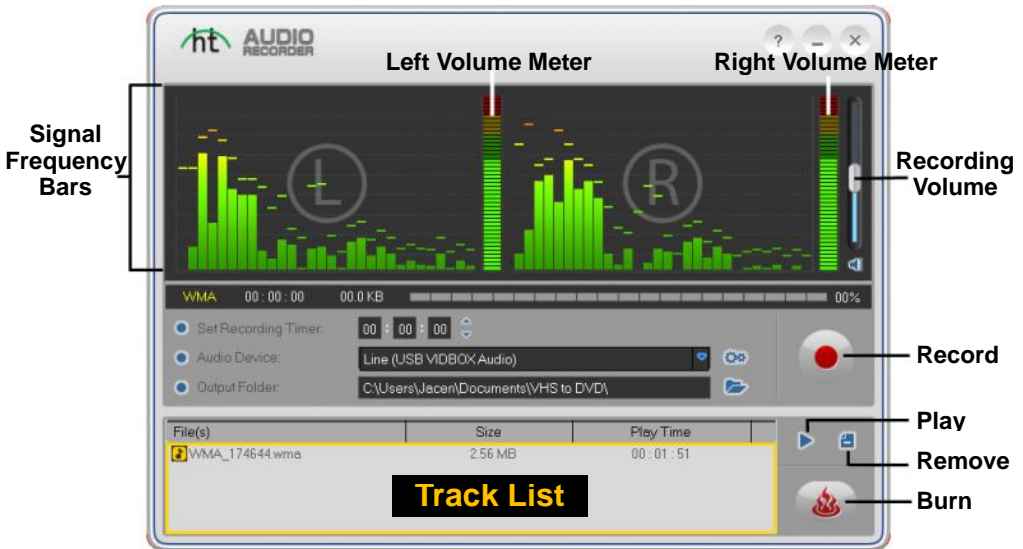 ht AUDIO RECORDER
? – ×
Left Volume Meter
Right Volume Meter
Signal Frequency Bars
L
R
Recording Volume
WMA 00 : 00 : 00 00.0 KB 00%
Set Recording Timer: 00 : 00 : 00
Audio Device: Line (USB VIDBOX Audio)
Output Folder: C:\Users\Jacen\Documents\VHS to DVD\
Record
File(s) Size Play Time
WMA_174644.wma 2.56 MB 00 : 01 : 51
Track List
Play
Remove
Burn